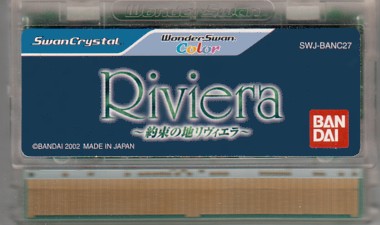 SwanCrystal
WonderSwan Color
SWJ-BANC27
Riviera
~約束の地リヴィエラ~
BANDAI
©BANDAI 2002 MADE IN JAPAN